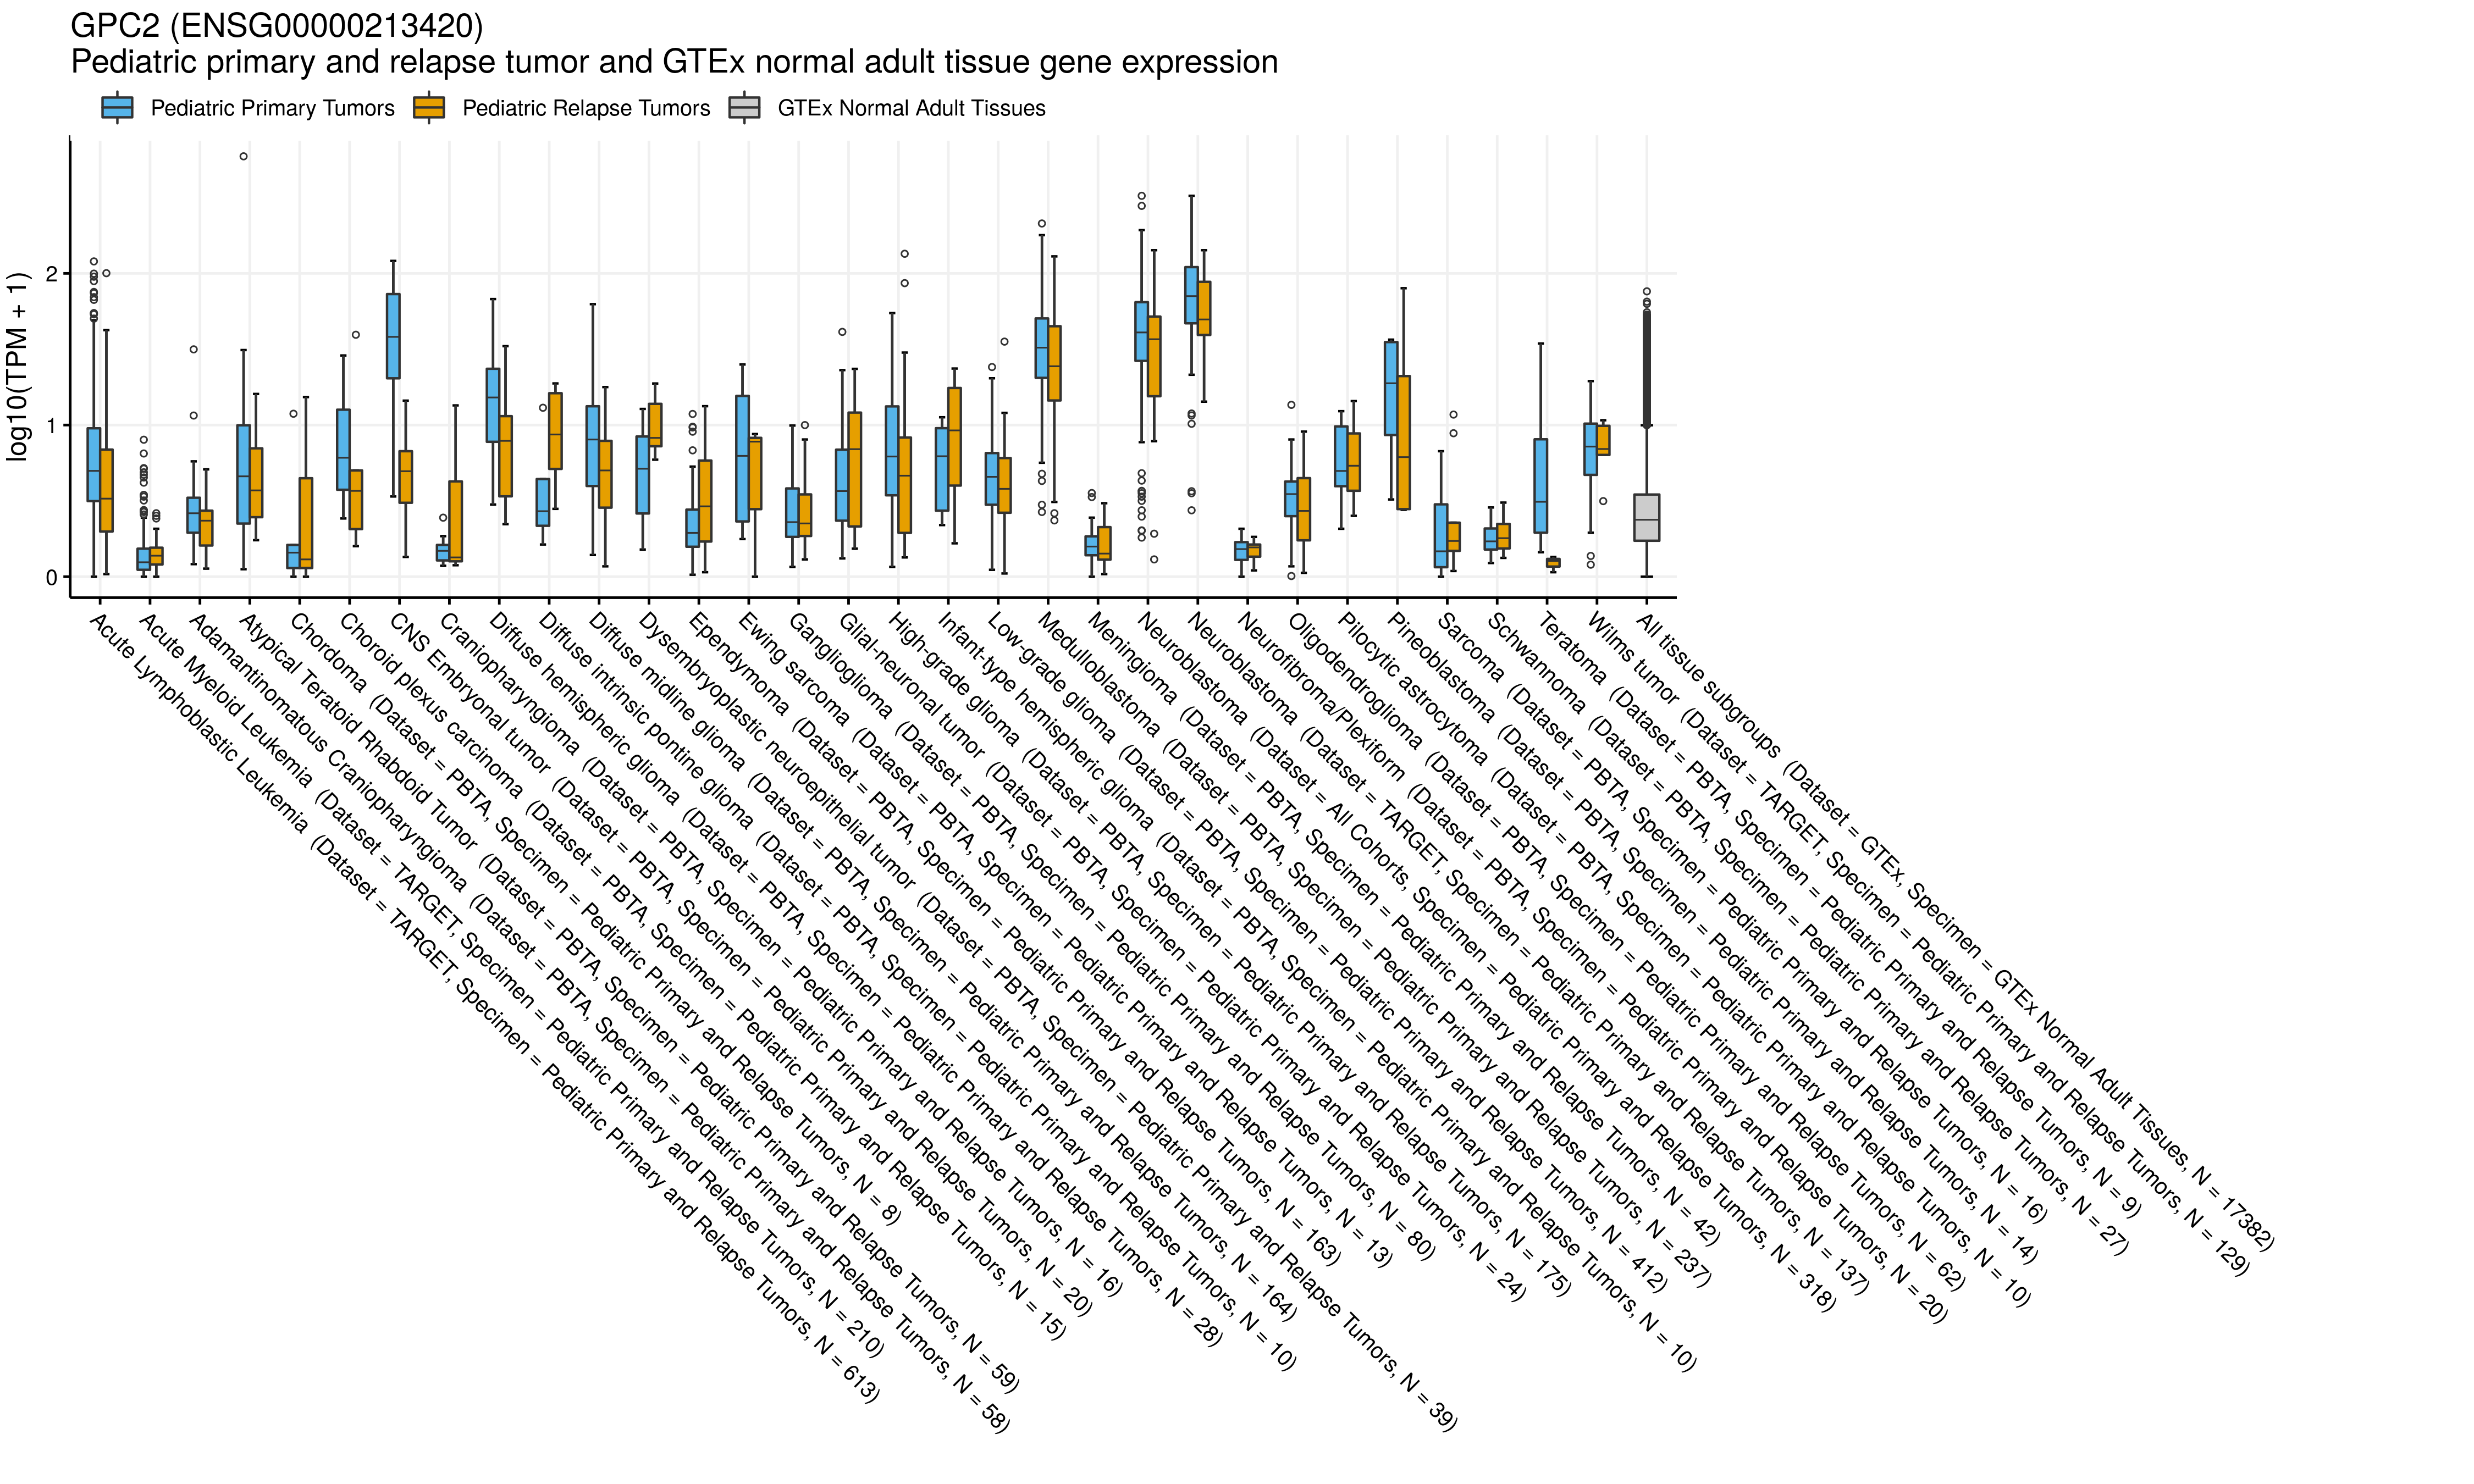 GPC2 (ENSG00000213420)
Pediatric primary and relapse tumor and GTEx normal adult tissue gene expression
Pediatric Primary Tumors
Pediatric Relapse Tumors
GTEx Normal Adult Tissues
log10(TPM + 1)
2
1
0
Acute Lymphoblastic Leukemia (Dataset = TARGET, Specimen = Pediatric Primary and Relapse Tumors, N = 613)
Acute Myeloid Leukemia (Dataset = TARGET, Specimen = Pediatric Primary and Relapse Tumors, N = 210)
Adamantinomatous Craniopharyngioma (Dataset = PBTA, Specimen = Pediatric Primary and Relapse Tumors, N = 58)
Atypical Teratoid Rhabdoid Tumor (Dataset = PBTA, Specimen = Pediatric Primary and Relapse Tumors, N = 59)
Chordoma (Dataset = PBTA, Specimen = Pediatric Primary and Relapse Tumors, N = 8)
Choroid plexus carcinoma (Dataset = PBTA, Specimen = Pediatric Primary and Relapse Tumors, N = 15)
CNS Embryonal tumor (Dataset = PBTA, Specimen = Pediatric Primary and Relapse Tumors, N = 20)
Craniopharyngioma (Dataset = PBTA, Specimen = Pediatric Primary and Relapse Tumors, N = 16)
Diffuse hemispheric glioma (Dataset = PBTA, Specimen = Pediatric Primary and Relapse Tumors, N = 28)
Diffuse intrinsic pontine glioma (Dataset = PBTA, Specimen = Pediatric Primary and Relapse Tumors, N = 10)
Diffuse midline glioma (Dataset = PBTA, Specimen = Pediatric Primary and Relapse Tumors, N = 164)
Dysembryoplastic neuroepithelial tumor (Dataset = PBTA, Specimen = Pediatric Primary and Relapse Tumors, N = 39)
Ependymoma (Dataset = PBTA, Specimen = Pediatric Primary and Relapse Tumors, N = 163)
Ewing sarcoma (Dataset = PBTA, Specimen = Pediatric Primary and Relapse Tumors, N = 13)
Ganglioglioma (Dataset = PBTA, Specimen = Pediatric Primary and Relapse Tumors, N = 80)
Glial-neuronal tumor (Dataset = PBTA, Specimen = Pediatric Primary and Relapse Tumors, N = 24)
High-grade glioma (Dataset = PBTA, Specimen = Pediatric Primary and Relapse Tumors, N = 175)
Infant-type hemispheric glioma (Dataset = PBTA, Specimen = Pediatric Primary and Relapse Tumors, N = 10)
Low-grade glioma (Dataset = PBTA, Specimen = Pediatric Primary and Relapse Tumors, N = 412)
Medulloblastoma (Dataset = PBTA, Specimen = Pediatric Primary and Relapse Tumors, N = 237)
Meningioma (Dataset = PBTA, Specimen = Pediatric Primary and Relapse Tumors, N = 42)
Neuroblastoma (Dataset = All Cohorts, Specimen = Pediatric Primary and Relapse Tumors, N = 318)
Neuroblastoma (Dataset = TARGET, Specimen = Pediatric Primary and Relapse Tumors, N = 137)
Neurofibroma/Plexiform (Dataset = PBTA, Specimen = Pediatric Primary and Relapse Tumors, N = 20)
Oligodendroglioma (Dataset = PBTA, Specimen = Pediatric Primary and Relapse Tumors, N = 62)
Pilocytic astrocytoma (Dataset = PBTA, Specimen = Pediatric Primary and Relapse Tumors, N = 10)
Pineoblastoma (Dataset = PBTA, Specimen = Pediatric Primary and Relapse Tumors, N = 14)
Sarcoma (Dataset = PBTA, Specimen = Pediatric Primary and Relapse Tumors, N = 16)
Schwannoma (Dataset = PBTA, Specimen = Pediatric Primary and Relapse Tumors, N = 27)
Teratoma (Dataset = PBTA, Specimen = Pediatric Primary and Relapse Tumors, N = 9)
Wilms tumor (Dataset = TARGET, Specimen = Pediatric Primary and Relapse Tumors, N = 129)
All tissue subgroups (Dataset = GTEx, Specimen = GTEx Normal Adult Tissues, N = 17382)